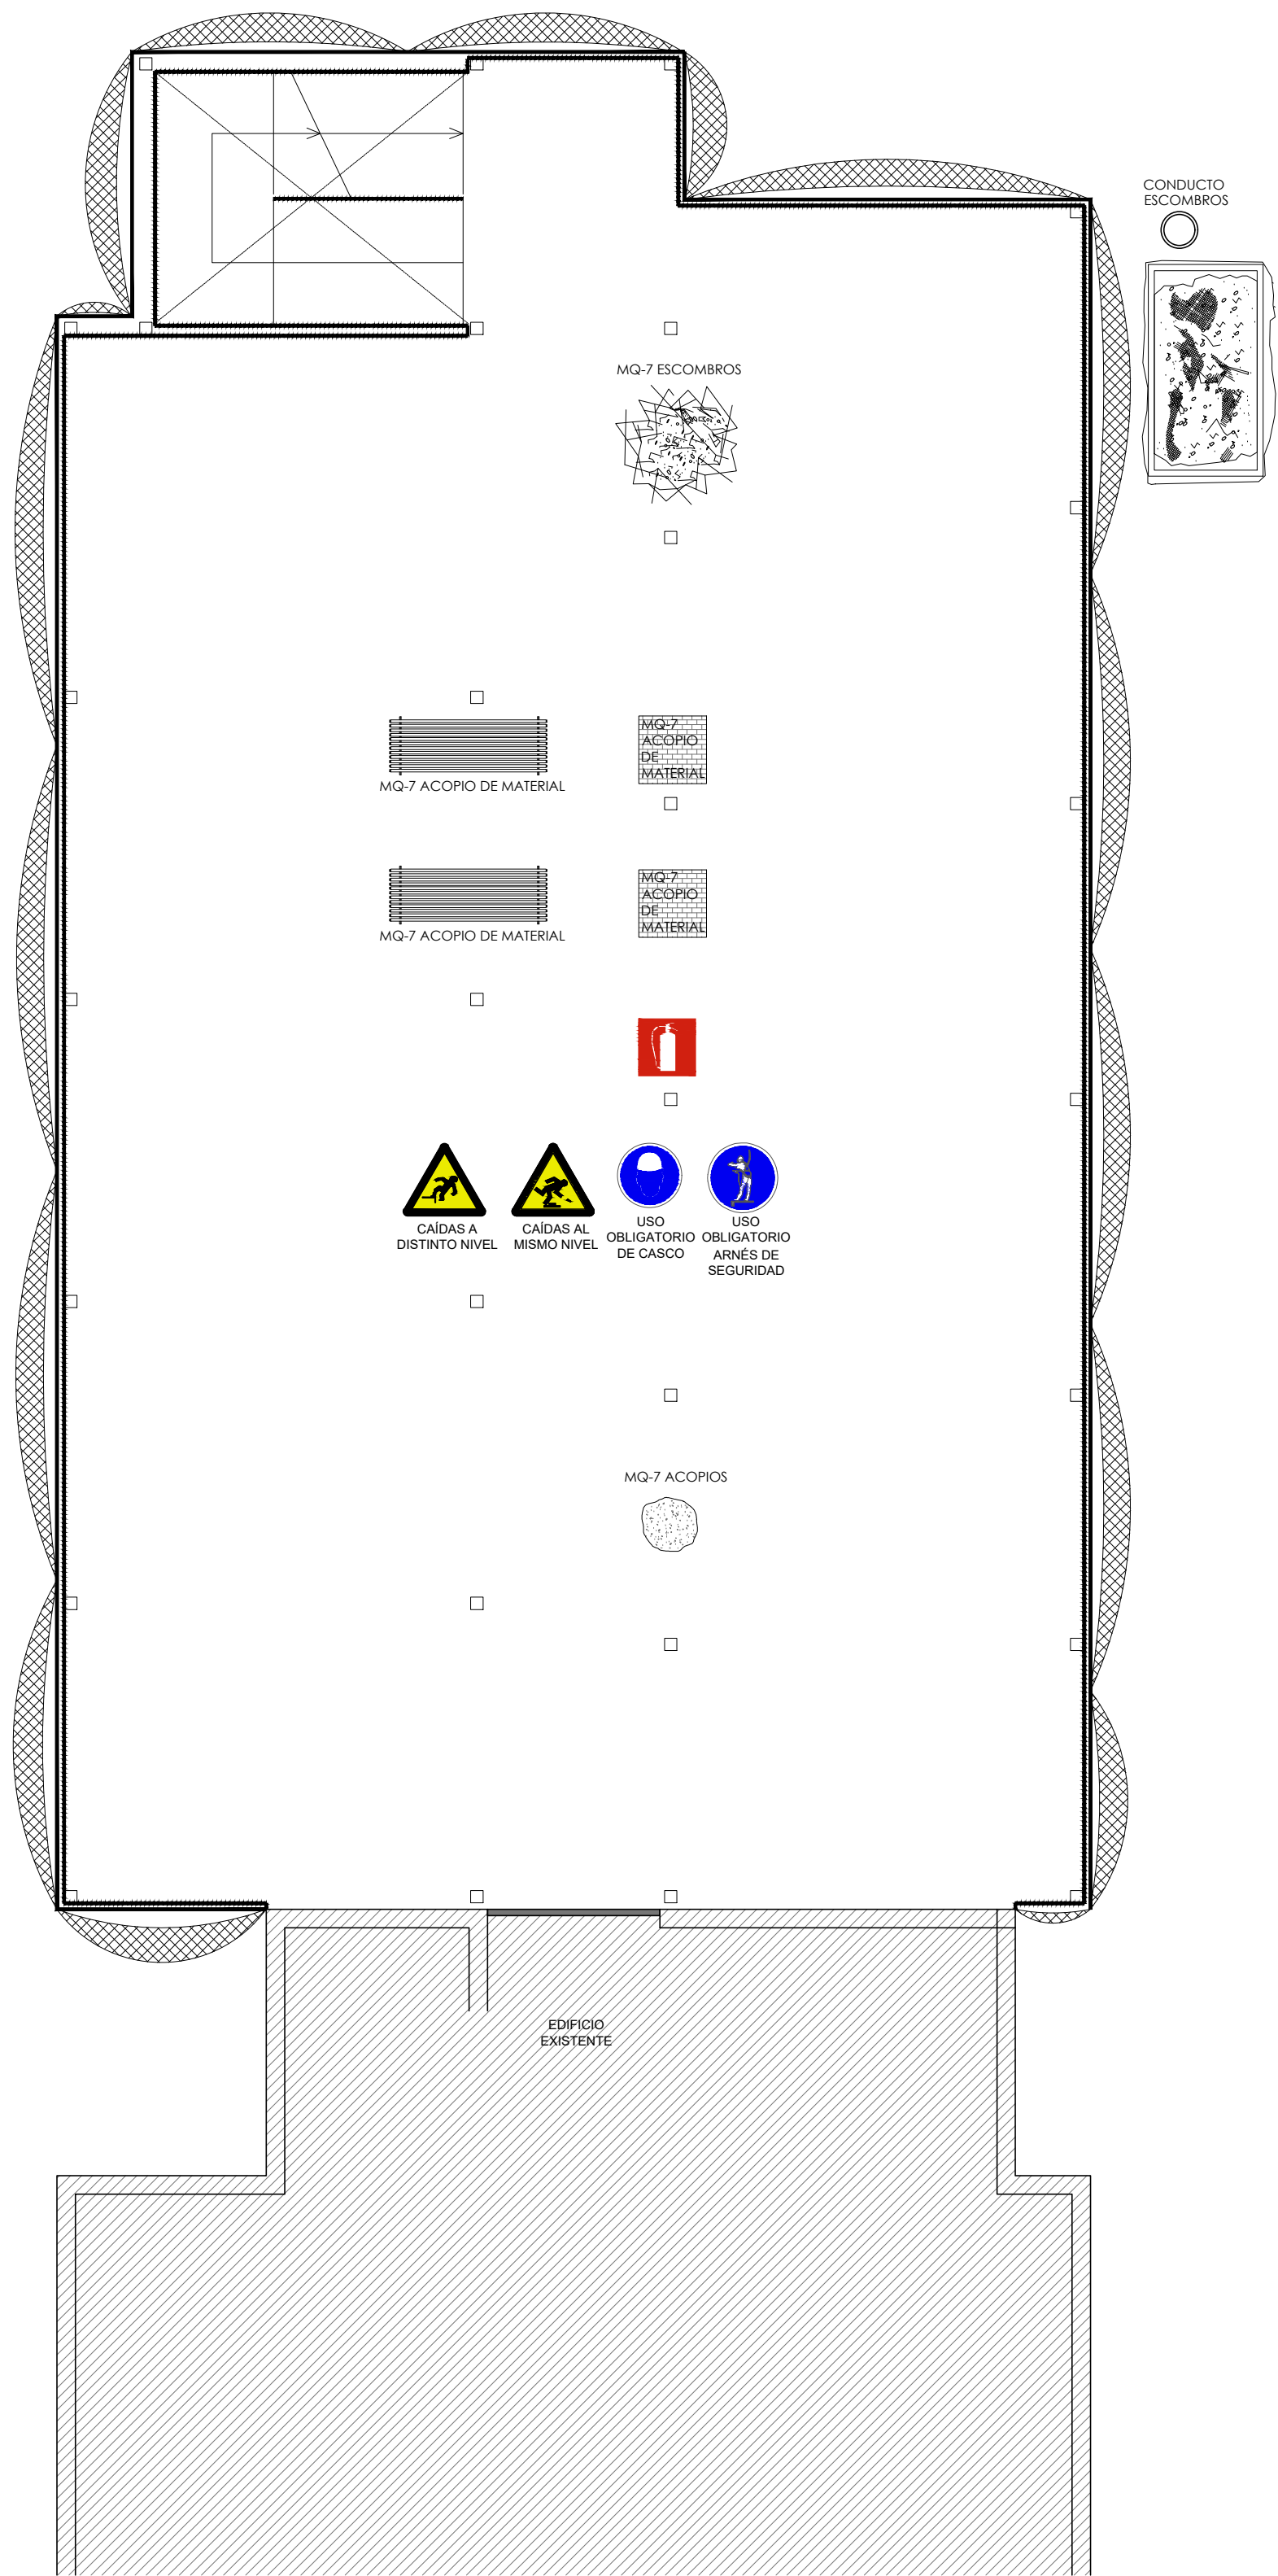 CONDUCTO
ESCOMBROS
MQ-7 ESCOMBROS
MQ-7
ACOPIO
DE
MATERIAL
MQ-7 ACOPIO DE MATERIAL
MQ-7
ACOPIO
DE
MATERIAL
MQ-7 ACOPIO DE MATERIAL
CAÍDAS A
DISTINTO NIVEL
CAÍDAS AL
MISMO NIVEL
USO
OBLIGATORIO
DE CASCO
USO
OBLIGATORIO
ARNÉS DE
SEGURIDAD
MQ-7 ACOPIOS
EDIFICIO
EXISTENTE